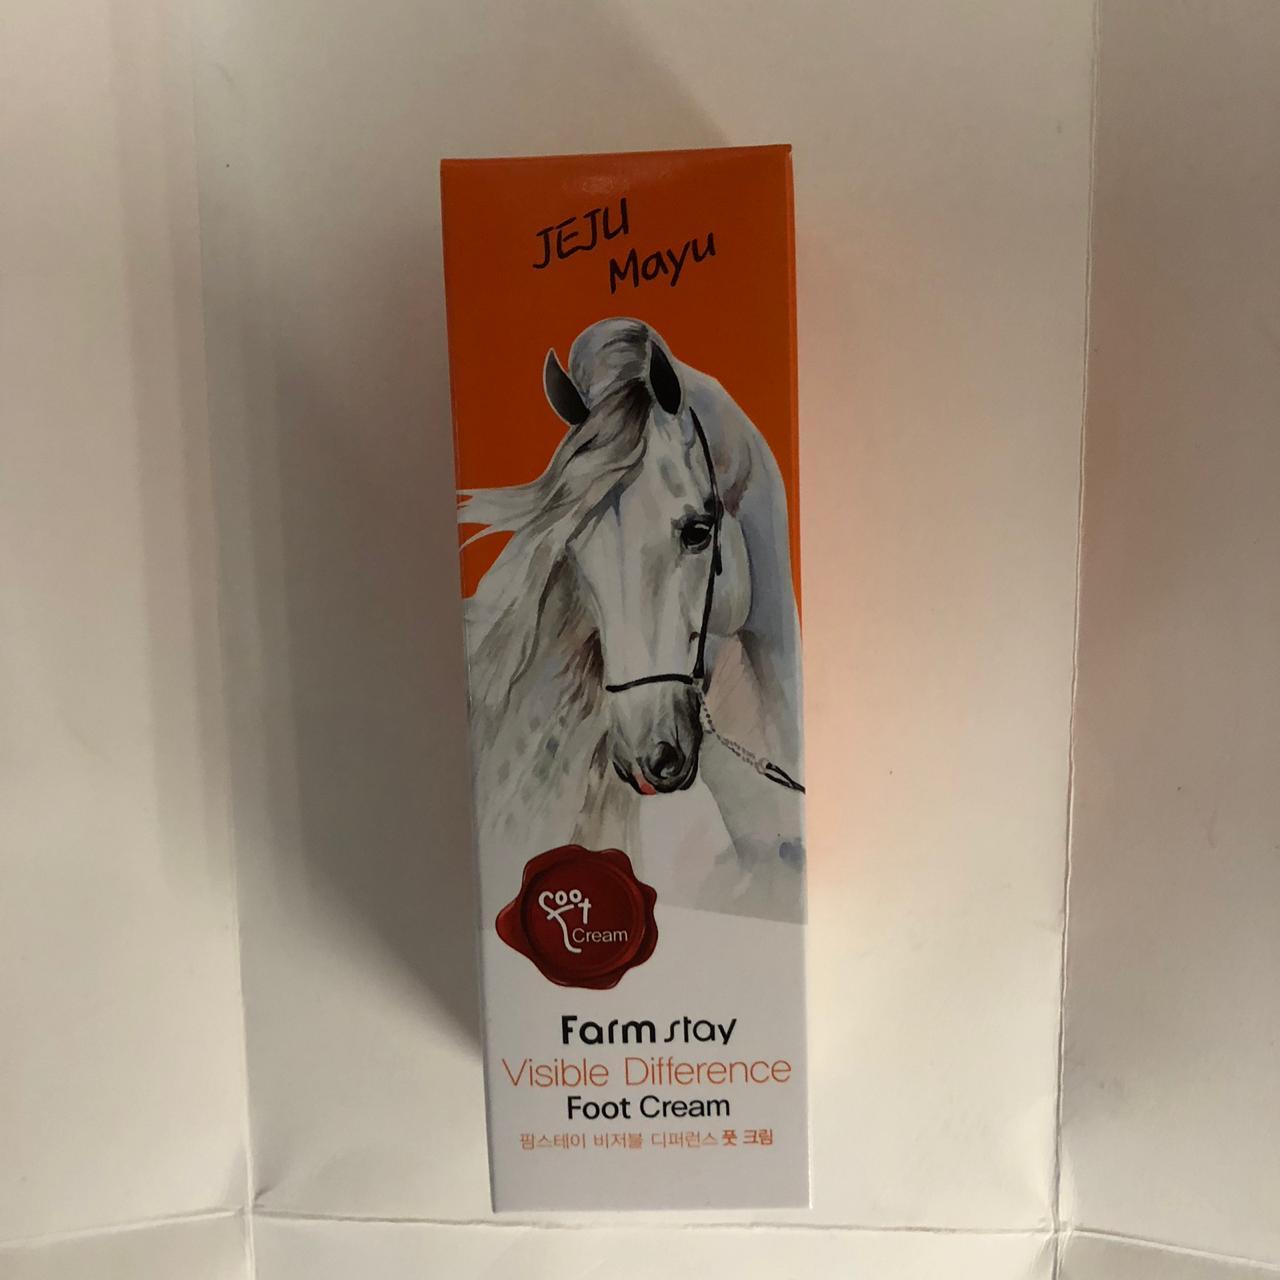 JEJU
Mayu
foot
Cream
Farm stay
Visible Difference
Foot Cream
팜스테이 비저블 디퍼런스 풋 크림